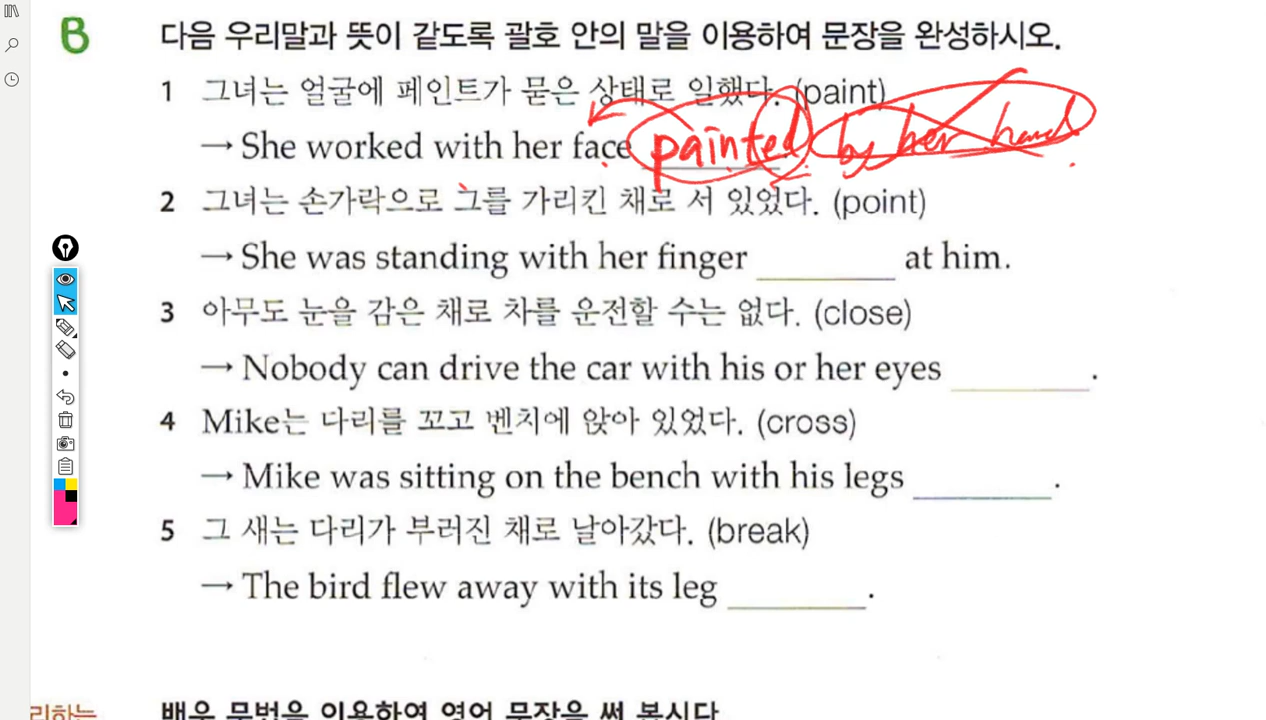 B 다음 우리말과 뜻이 같도록 괄호 안의 말을 이용하여 문장을 완성하시오.
1 그녀는 얼굴에 페인트가 묻은 상태로 일했다. (paint)
→ She worked with her face painted by her hand
2 그녀는 손가락으로 그를 가리킨 채로 서 있었다. (point)
→ She was standing with her finger ________ at him.
3 아무도 눈을 감은 채로 차를 운전할 수는 없다. (close)
→ Nobody can drive the car with his or her eyes ________ .
4 Mike는 다리를 꼬고 벤치에 앉아 있었다. (cross)
→ Mike was sitting on the bench with his legs ________ .
5 그 새는 다리가 부러진 채로 날아갔다. (break)
→ The bird flew away with its leg ________ .
리하는 배운 문법을 이용하여 영어 문장을 써 봅시다